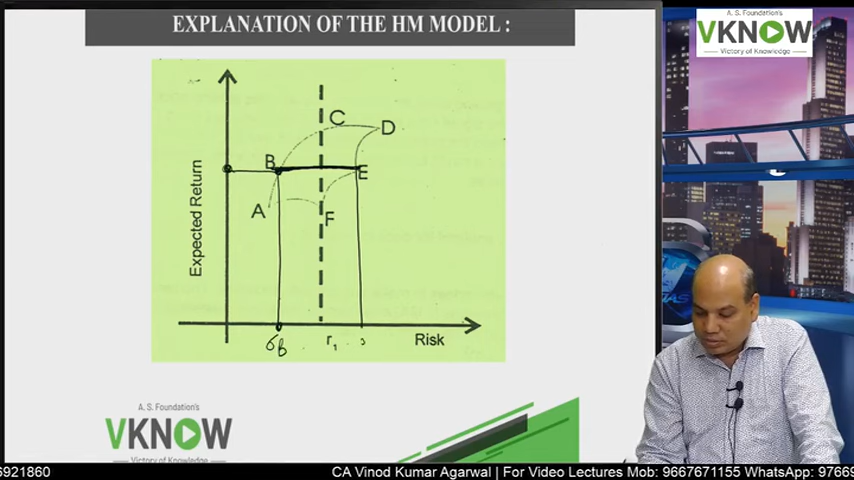 EXPLANATION OF THE HM MODEL :
A. S. Foundation's
VKNOW
Victory of Knowledge
C
D
B
E
A
F
Expected Return
σB
r1
Risk
A. S. Foundation's
VKNOW
Victory of Knowledge
6921860
CA Vinod Kumar Agarwal | For Video Lectures Mob: 9667671155 WhatsApp: 97669